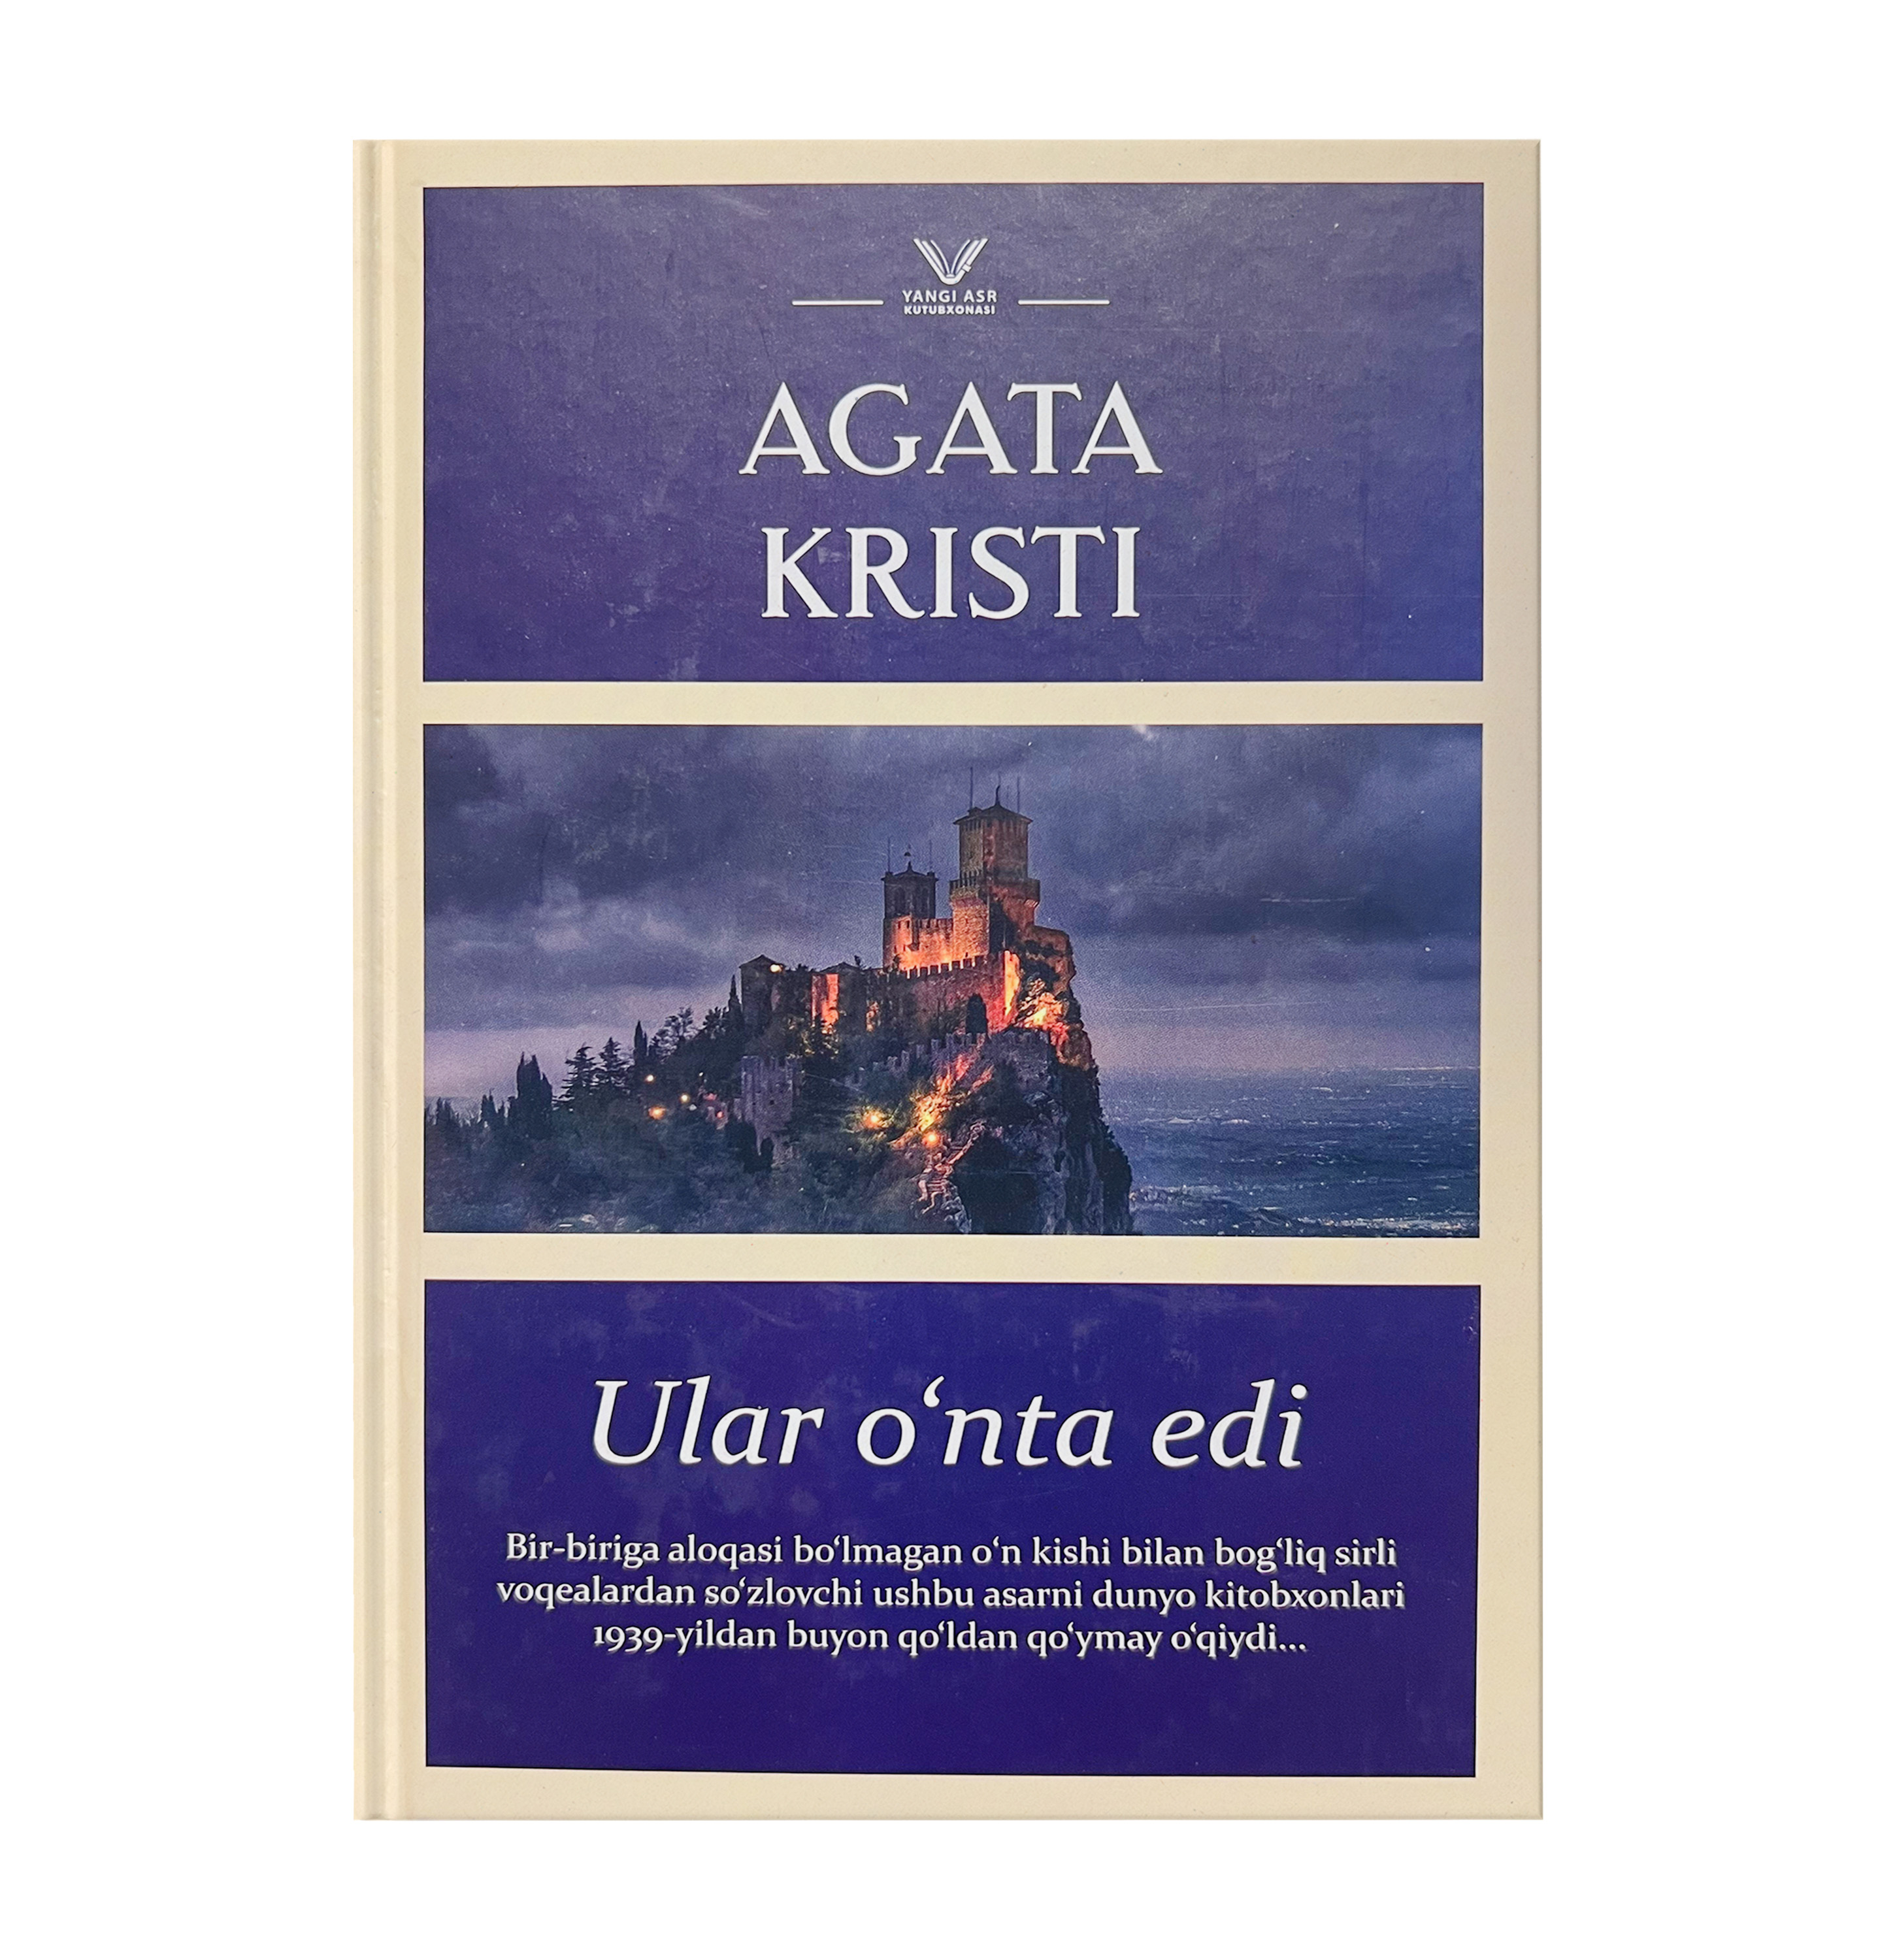 YANGI ASR
KUTUBXONASI
AGATA
KRISTI
Ular o‘nta edi
Bir-biriga aloqasi bo‘lmagan o‘n kishi bilan bog‘liq sirli
voqealardan so‘zlovchi ushbu asarni dunyo kitobxonlari
1939-yildan buyon qo‘ldan qo‘ymay o‘qiydi...